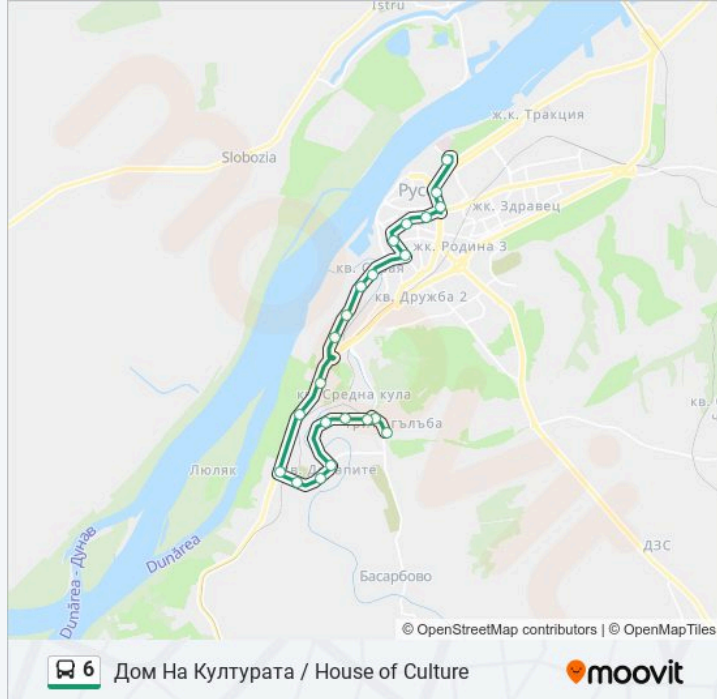 Istru
ж.к. Тракция
Slobozia
Рус
жк. Здравец
жк. Родина 3
кв. Дружба 2
кв. Средна кула
Люляк
Dunărea
Dunărea - Дунав
ДЗС
Басарбово
© OpenStreetMap contributors | © OpenMapTiles
6 Дом На Културата / House of Culture
moovit